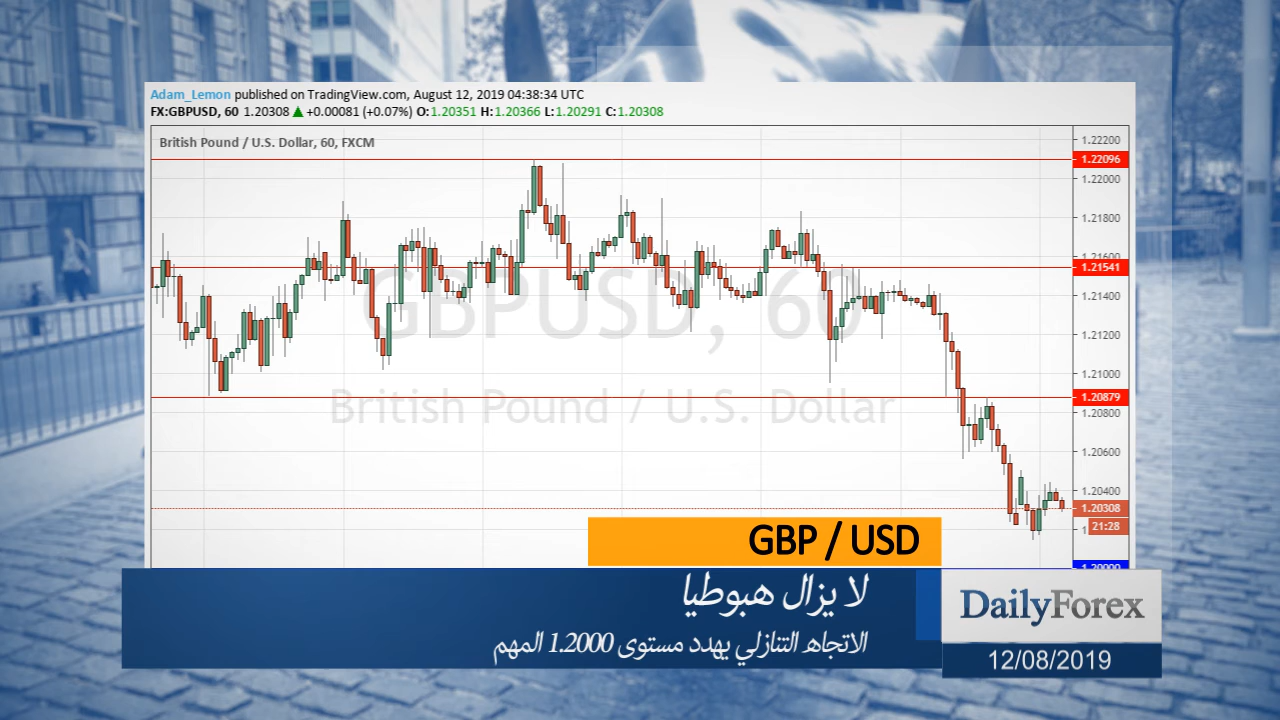 Adam_Lemon published on TradingView.com, August 12, 2019 04:38:34 UTC
FX:GBPUSD, 60 1.20308 ▲ +0.00081 (+0.07%) O:1.20351 H:1.20366 L:1.20291 C:1.20308
British Pound / U.S. Dollar, 60, FXCM
1.22200
1.22096
1.22000
1.21800
1.21600
1.21541
1.21400
1.21200
1.21000
1.20879
1.20800
1.20600
1.20400
1.20308
21:28
1.20000
GBPUSD, 60
British Pound / U.S. Dollar
GBP / USD
لا يزال هبوطيا
الاتجاه التنازلي يهدد مستوى 1.2000 المهم
DailyForex
12/08/2019